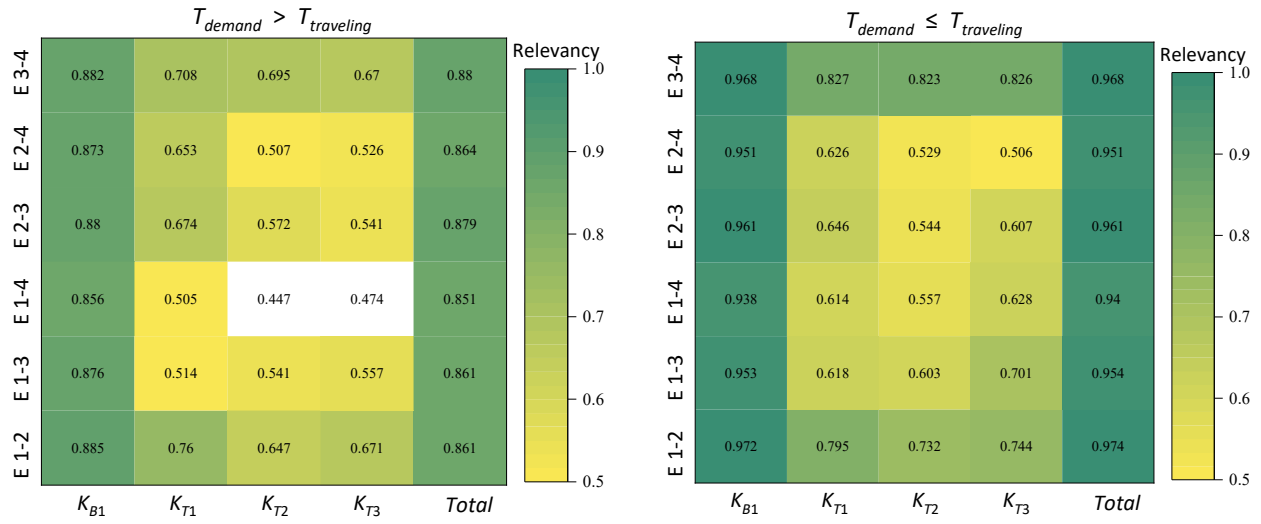 T_demand > T_traveling
Relevancy
E 3-4 0.882 0.708 0.695 0.67 0.88
E 2-4 0.873 0.653 0.507 0.526 0.864
E 2-3 0.88 0.674 0.572 0.541 0.879
E 1-4 0.856 0.505 0.447 0.474 0.851
E 1-3 0.876 0.514 0.541 0.557 0.861
E 1-2 0.885 0.76 0.647 0.671 0.861
K_B1 K_T1 K_T2 K_T3 Total
1.0
0.9
0.8
0.7
0.6
0.5
T_demand ≤ T_traveling
Relevancy
E 3-4 0.968 0.827 0.823 0.826 0.968
E 2-4 0.951 0.626 0.529 0.506 0.951
E 2-3 0.961 0.646 0.544 0.607 0.961
E 1-4 0.938 0.614 0.557 0.628 0.94
E 1-3 0.953 0.618 0.603 0.701 0.954
E 1-2 0.972 0.795 0.732 0.744 0.974
K_B1 K_T1 K_T2 K_T3 Total
1.0
0.9
0.8
0.7
0.6
0.5